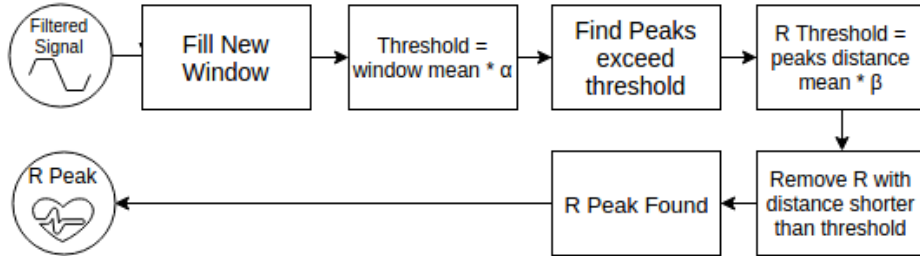 Filtered
Signal
Fill New
Window
Threshold =
window mean * α
Find Peaks
exceed
threshold
R Threshold =
peaks distance
mean * β
Remove R with
distance shorter
than threshold
R Peak Found
R Peak